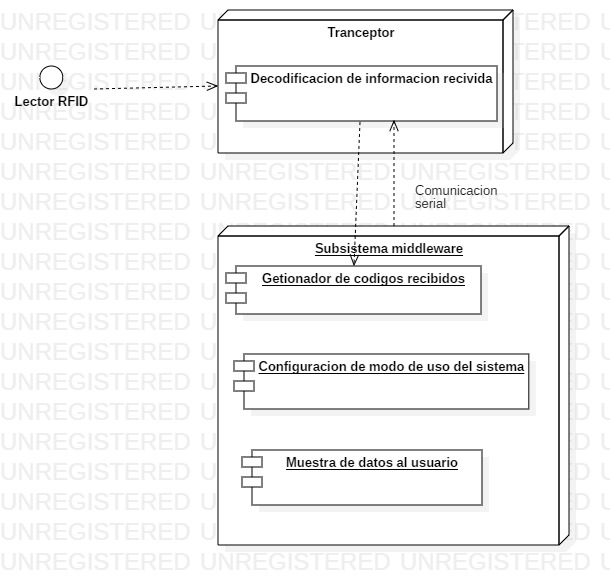 Tranceptor
Lector RFID
Decodificacion de informacion recivida
Comunicacion
serial
Subsistema middleware
Getionador de codigos recibidos
Configuracion de modo de uso del sistema
Muestra de datos al usuario
UNREGISTERED